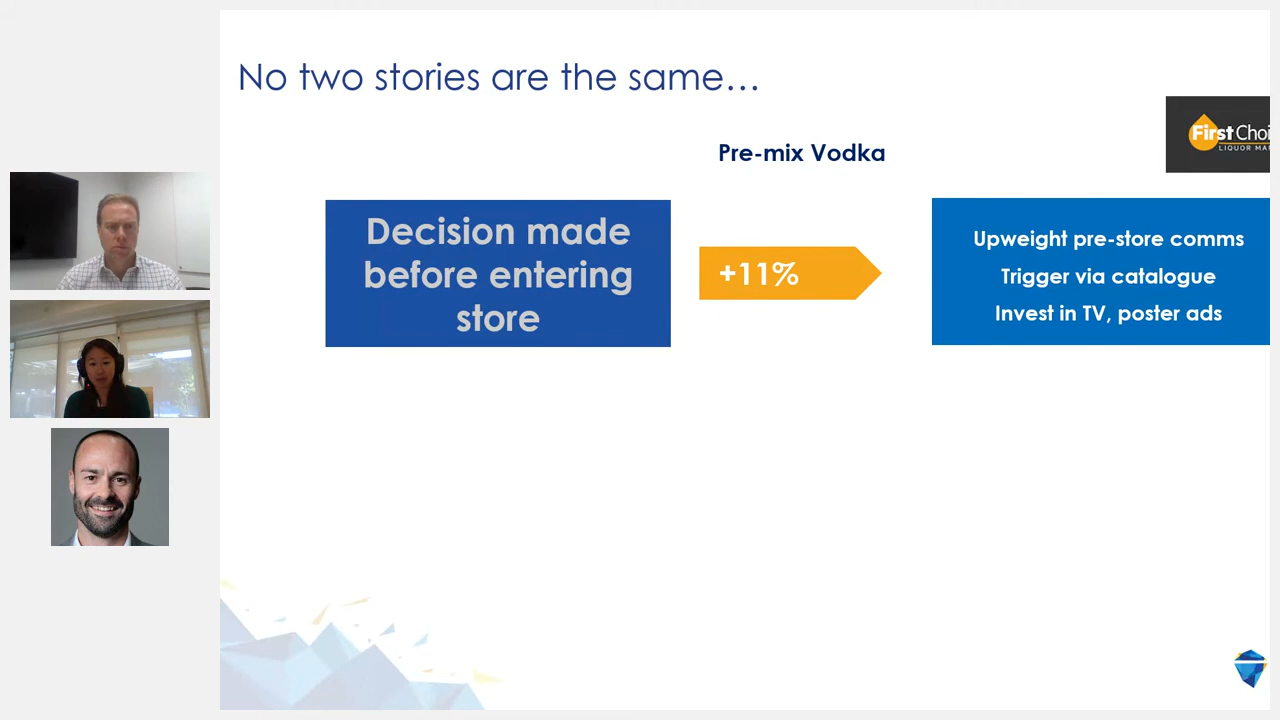 No two stories are the same…
Pre-mix Vodka
First Choi
LIQUOR MA
Decision made
before entering
store
+11%
Upweight pre-store comms
Trigger via catalogue
Invest in TV, poster ads